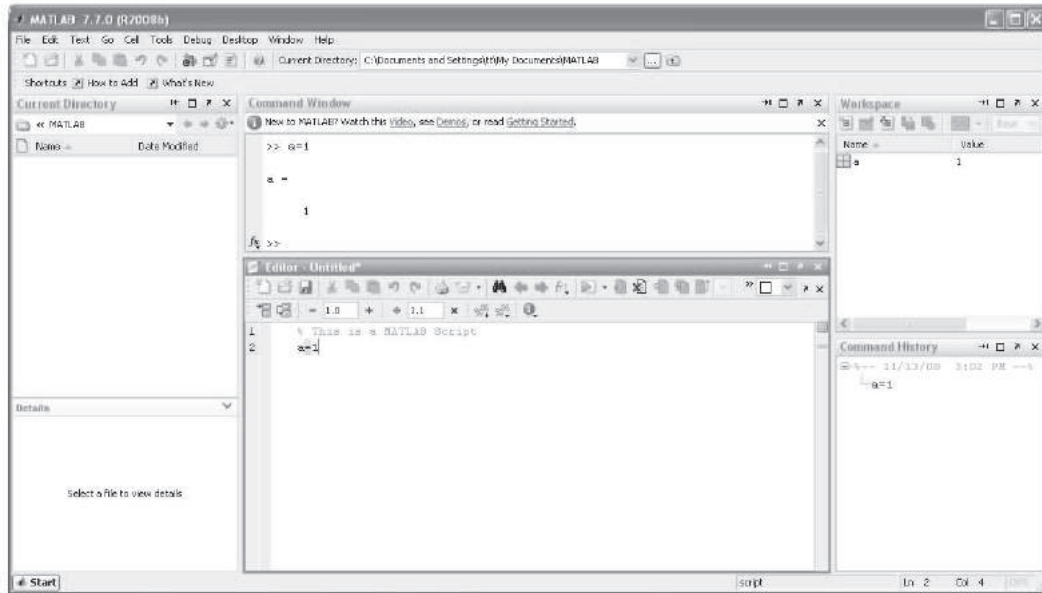 MATLAB 7.7.0 (R2008b)
File Edit Text Go Cell Tools Debug Desktop Window Help
Current Directory: C:\Documents and Settings\tt\My Documents\MATLAB
Shortcuts How to Add What's New
Current Directory
« MATLAB
Name Date Modified
Details
Select a file to view details
Command Window
New to MATLAB? Watch this Video, see Demos, or read Getting Started.
>> a=1
a =
1
fx >>
Editor - Untitled*
- 1.0 + ÷ 1.1 ×
1 % This is a MATLAB Script
2 a=1
Workspace
Name Value
a 1
Command History
%-- 11/13/08 3:02 PM --%
a=1
Start
script Ln 2 Col 4